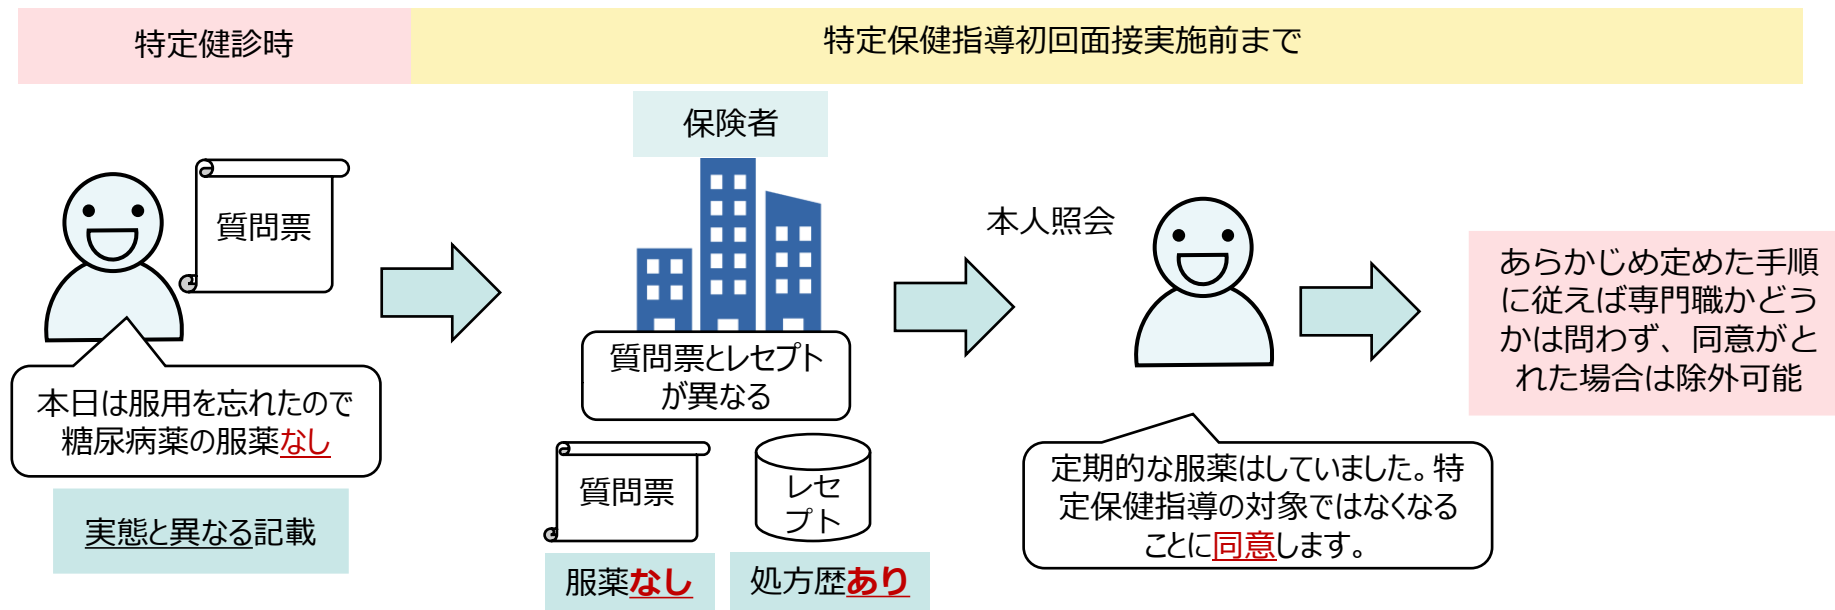 特定健診時
特定保健指導初回面接実施前まで
質問票
本日は服用を忘れたので
糖尿病薬の服薬なし
実態と異なる記載
保険者
質問票とレセプト
が異なる
質問票
服薬なし
レセ
プト
処方歴あり
本人照会
定期的な服薬はしていました。特
定保健指導の対象ではなくなる
ことに同意します。
あらかじめ定めた手順
に従えば専門職かどう
かは問わず、同意がと
れた場合は除外可能